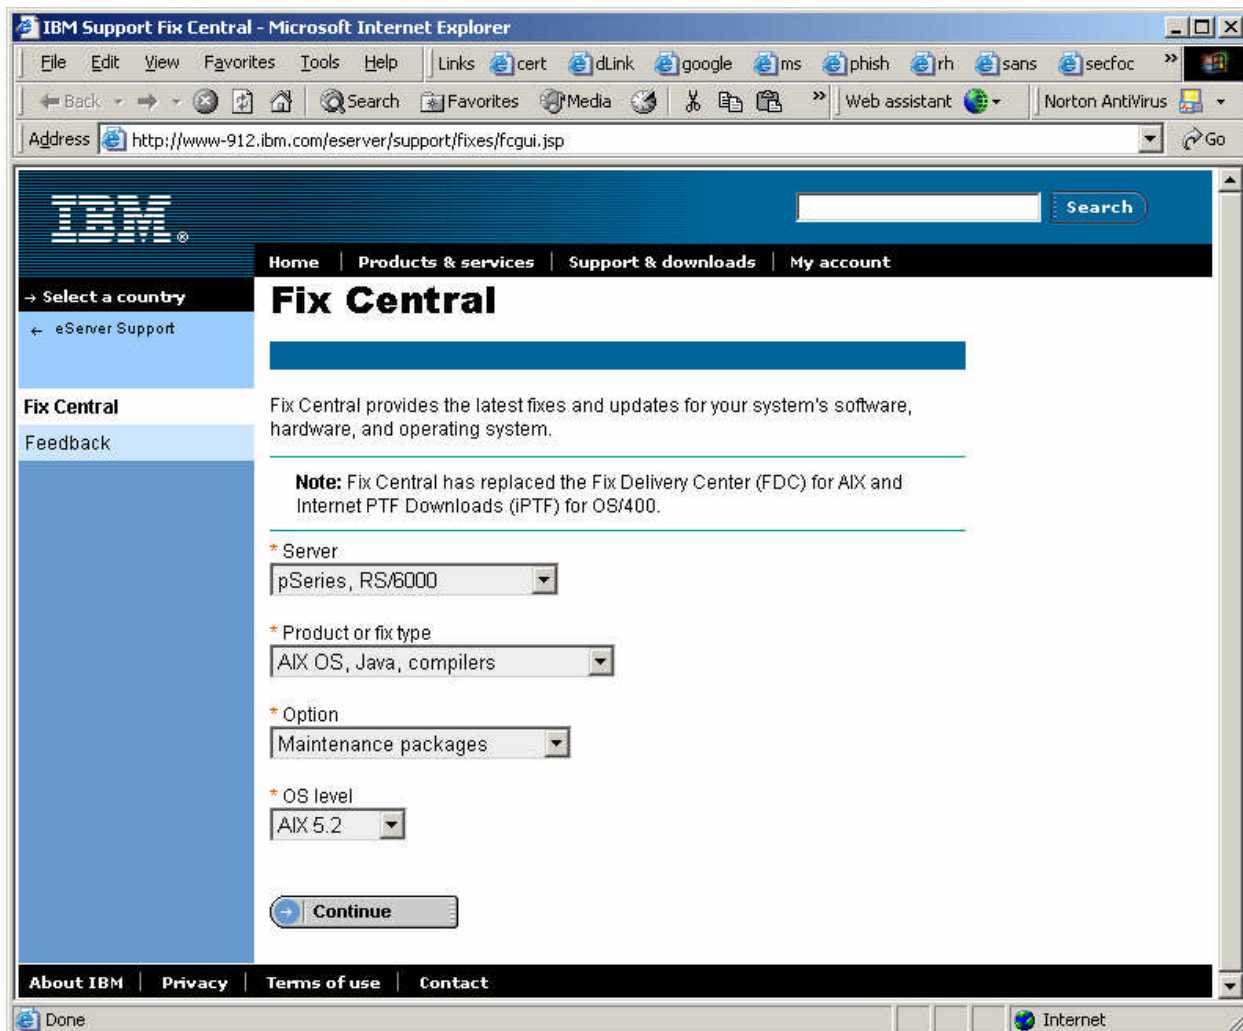 IBM Support Fix Central - Microsoft Internet Explorer
File Edit View Favorites Tools Help Links cert dLink google ms phish rh sans secfoc »
Back Search Favorites Media » Web assistant Norton AntiVirus
Address http://www-912.ibm.com/eserver/support/fixes/fcgui.jsp Go
IBM®
Search
Home | Products & services | Support & downloads | My account
→ Select a country
← eServer Support
Fix Central
Feedback
Fix Central
Fix Central provides the latest fixes and updates for your system's software,
hardware, and operating system.
Note: Fix Central has replaced the Fix Delivery Center (FDC) for AIX and
Internet PTF Downloads (iPTF) for OS/400.
* Server
pSeries, RS/6000
* Product or fix type
AIX OS, Java, compilers
* Option
Maintenance packages
* OS level
AIX 5.2
Continue
About IBM | Privacy | Terms of use | Contact
Done Internet